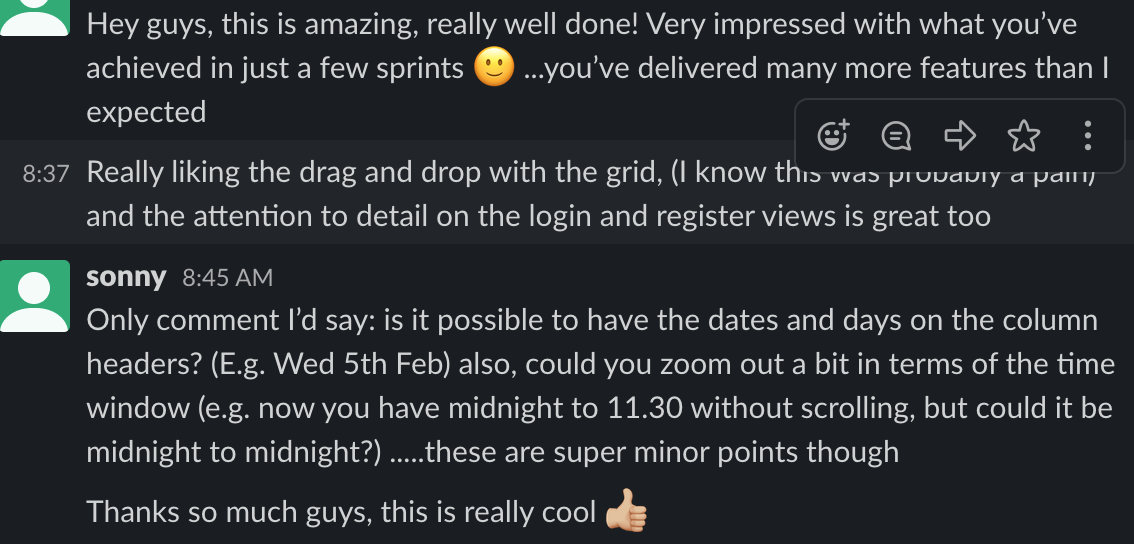 Hey guys, this is amazing, really well done! Very impressed with what you've
achieved in just a few sprints 🙂 ...you've delivered many more features than I
expected
8:37 Really liking the drag and drop with the grid, (I know this was probably a pain)
and the attention to detail on the login and register views is great too
sonny 8:45 AM
Only comment I'd say: is it possible to have the dates and days on the column
headers? (E.g. Wed 5th Feb) also, could you zoom out a bit in terms of the time
window (e.g. now you have midnight to 11.30 without scrolling, but could it be
midnight to midnight?) .....these are super minor points though
Thanks so much guys, this is really cool 👍🏼